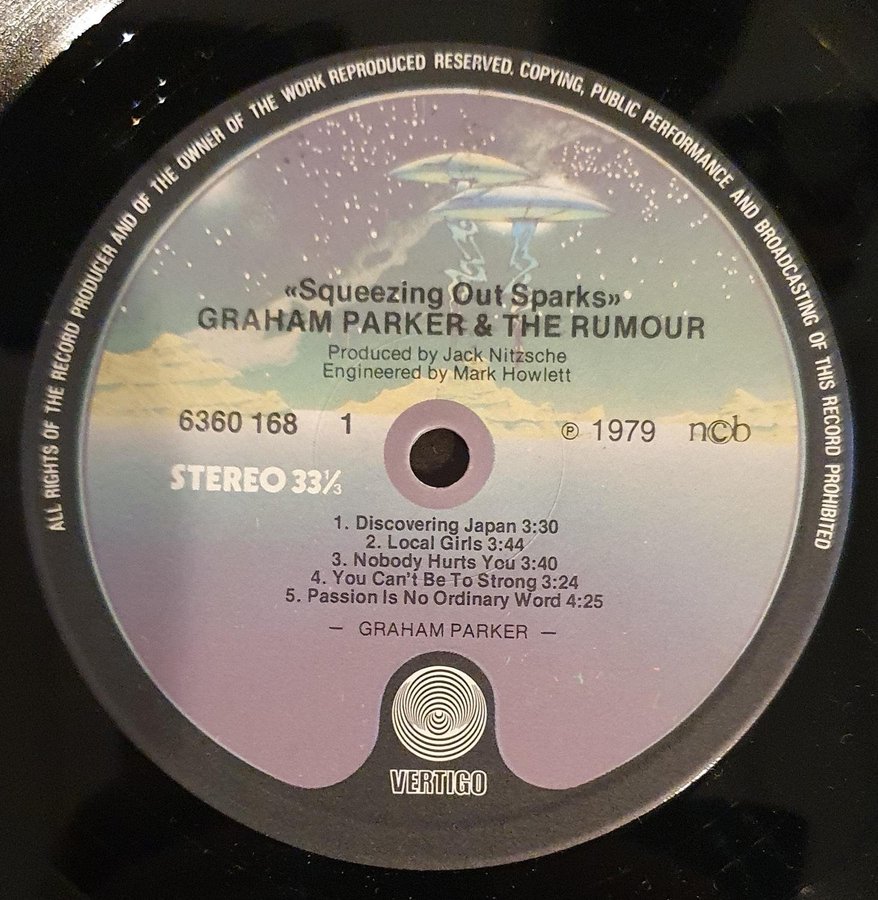 ALL RIGHTS OF THE RECORD PRODUCER AND OF THE OWNER OF THE WORK REPRODUCED RESERVED. COPYING, PUBLIC PERFORMANCE AND BROADCASTING OF THIS RECORD PROHIBITED
«Squeezing Out Sparks»
GRAHAM PARKER & THE RUMOUR
Produced by Jack Nitzsche
Engineered by Mark Howlett
6360 168 1 ℗ 1979 n©b
STEREO 33⅓
1. Discovering Japan 3:30
2. Local Girls 3:44
3. Nobody Hurts You 3:40
4. You Can't Be To Strong 3:24
5. Passion Is No Ordinary Word 4:25
— GRAHAM PARKER —
VERTIGO